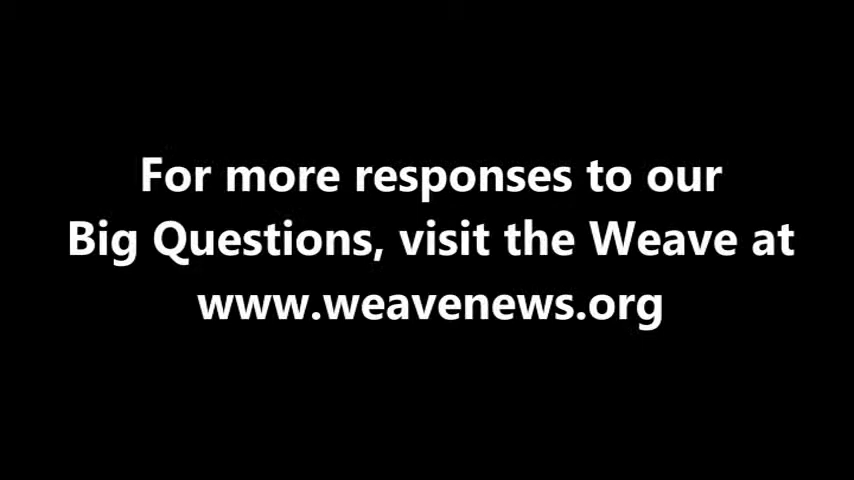 For more responses to our
Big Questions, visit the Weave at
www.weavenews.org